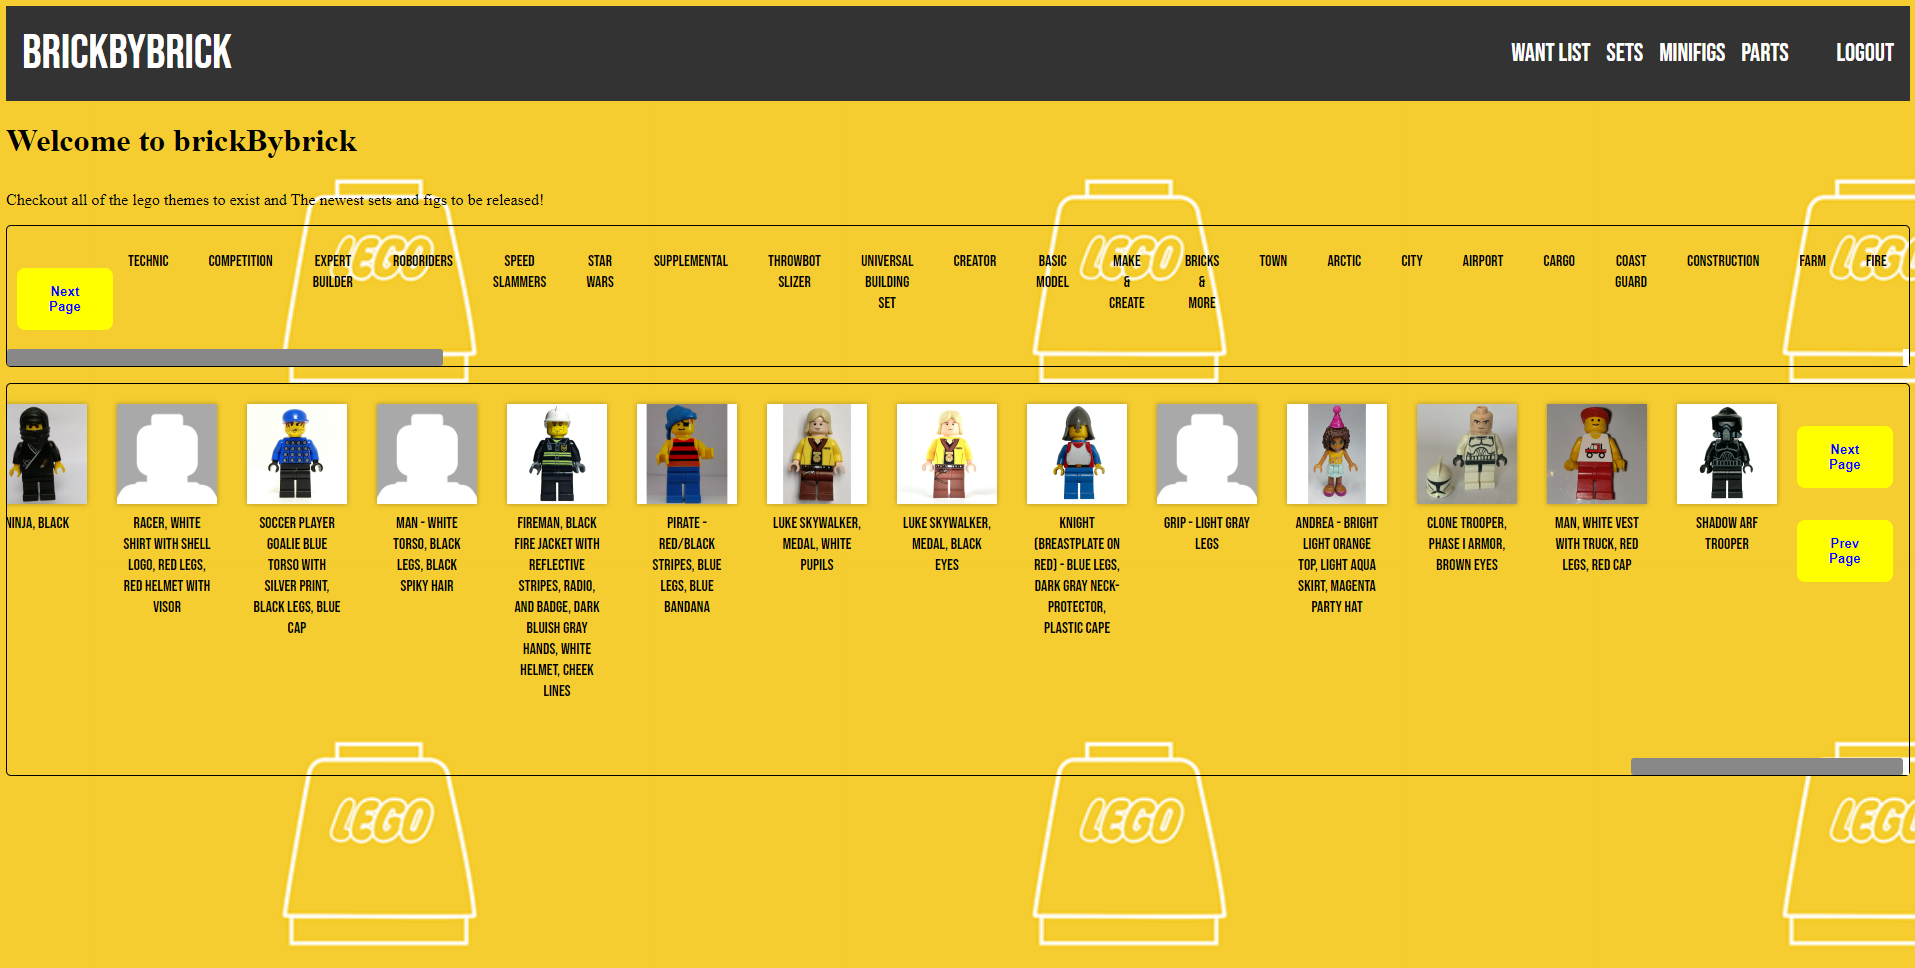 BRICKBYBRICK
WANT LIST SETS MINIFIGS PARTS LOGOUT
Welcome to brickBybrick
Checkout all of the lego themes to exist and The newest sets and figs to be released!
Next
Page
TECHNIC
COMPETITION
EXPERT
BUILDER
ROBORIDERS
SPEED
SLAMMERS
STAR
WARS
SUPPLEMENTAL
THROWBOT
SLIZER
UNIVERSAL
BUILDING
SET
CREATOR
BASIC
MODEL
MAKE
&
CREATE
BRICKS
&
MORE
TOWN
ARCTIC
CITY
AIRPORT
CARGO
COAST
GUARD
CONSTRUCTION
FARM
FIRE
LEGO
LEGO
LEGO
NINJA, BLACK
RACER, WHITE
SHIRT WITH SHELL
LOGO, RED LEGS,
RED HELMET WITH
VISOR
SOCCER PLAYER
GOALIE BLUE
TORSO WITH
SILVER PRINT,
BLACK LEGS, BLUE
CAP
MAN - WHITE
TORSO, BLACK
LEGS, BLACK
SPIKY HAIR
FIREMAN, BLACK
FIRE JACKET WITH
REFLECTIVE
STRIPES, RADIO,
AND BADGE, DARK
BLUISH GRAY
HANDS, WHITE
HELMET, CHEEK
LINES
PIRATE -
RED/BLACK
STRIPES, BLUE
LEGS, BLUE
BANDANA
LUKE SKYWALKER,
MEDAL, WHITE
PUPILS
LUKE SKYWALKER,
MEDAL, BLACK
EYES
KNIGHT
(BREASTPLATE ON
RED) - BLUE LEGS,
DARK GRAY NECK-
PROTECTOR,
PLASTIC CAPE
GRIP - LIGHT GRAY
LEGS
ANDREA - BRIGHT
LIGHT ORANGE
TOP, LIGHT AQUA
SKIRT, MAGENTA
PARTY HAT
CLONE TROOPER,
PHASE I ARMOR,
BROWN EYES
MAN, WHITE VEST
WITH TRUCK, RED
LEGS, RED CAP
SHADOW ARF
TROOPER
Next
Page
Prev
Page
LEGO
LEGO
LEGO